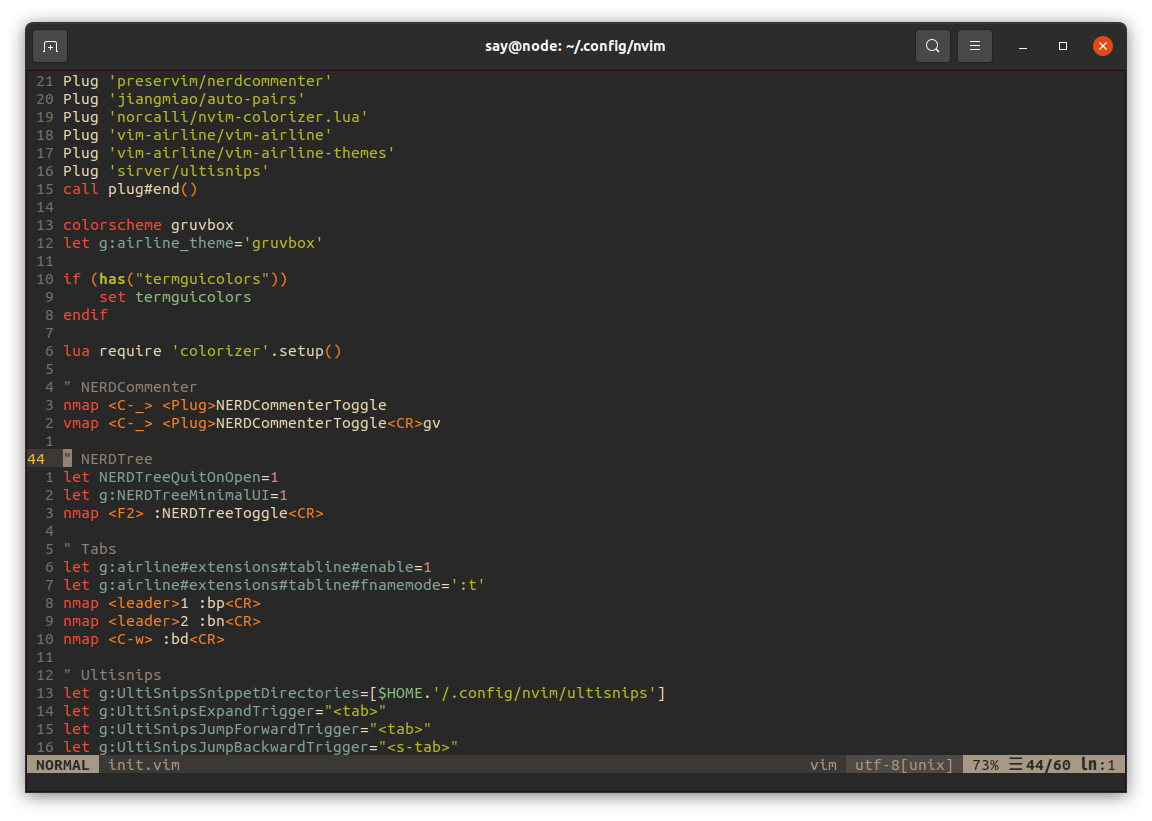 say@node: ~/.config/nvim
21 Plug 'preservim/nerdcommenter'
20 Plug 'jiangmiao/auto-pairs'
19 Plug 'norcalli/nvim-colorizer.lua'
18 Plug 'vim-airline/vim-airline'
17 Plug 'vim-airline/vim-airline-themes'
16 Plug 'sirver/ultisnips'
15 call plug#end()
14
13 colorscheme gruvbox
12 let g:airline_theme='gruvbox'
11
10 if (has("termguicolors"))
9     set termguicolors
8 endif
7
6 lua require 'colorizer'.setup()
5
4 " NERDCommenter
3 nmap <C-_> <Plug>NERDCommenterToggle
2 vmap <C-_> <Plug>NERDCommenterToggle<CR>gv
1
44 " NERDTree
1 let NERDTreeQuitOnOpen=1
2 let g:NERDTreeMinimalUI=1
3 nmap <F2> :NERDTreeToggle<CR>
4
5 " Tabs
6 let g:airline#extensions#tabline#enable=1
7 let g:airline#extensions#tabline#fnamemode=':t'
8 nmap <leader>1 :bp<CR>
9 nmap <leader>2 :bn<CR>
10 nmap <C-w> :bd<CR>
11
12 " Ultisnips
13 let g:UltiSnipsSnippetDirectories=[$HOME.'/.config/nvim/ultisnips']
14 let g:UltiSnipsExpandTrigger="<tab>"
15 let g:UltiSnipsJumpForwardTrigger="<tab>"
16 let g:UltiSnipsJumpBackwardTrigger="<s-tab>"
NORMAL init.vim vim utf-8[unix] 73% ☰44/60 ln:1